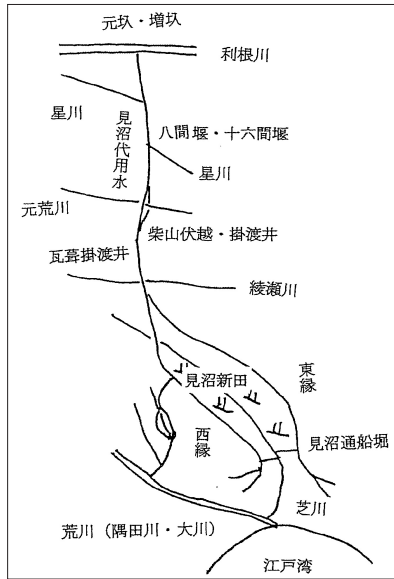 元圦・増圦
利根川
星川
見沼代用水
八間堰・十六間堰
星川
元荒川
柴山伏越・掛渡井
瓦葺掛渡井
綾瀬川
見沼新田
東縁
西縁
見沼通船堀
芝川
荒川（隅田川・大川）
江戸湾